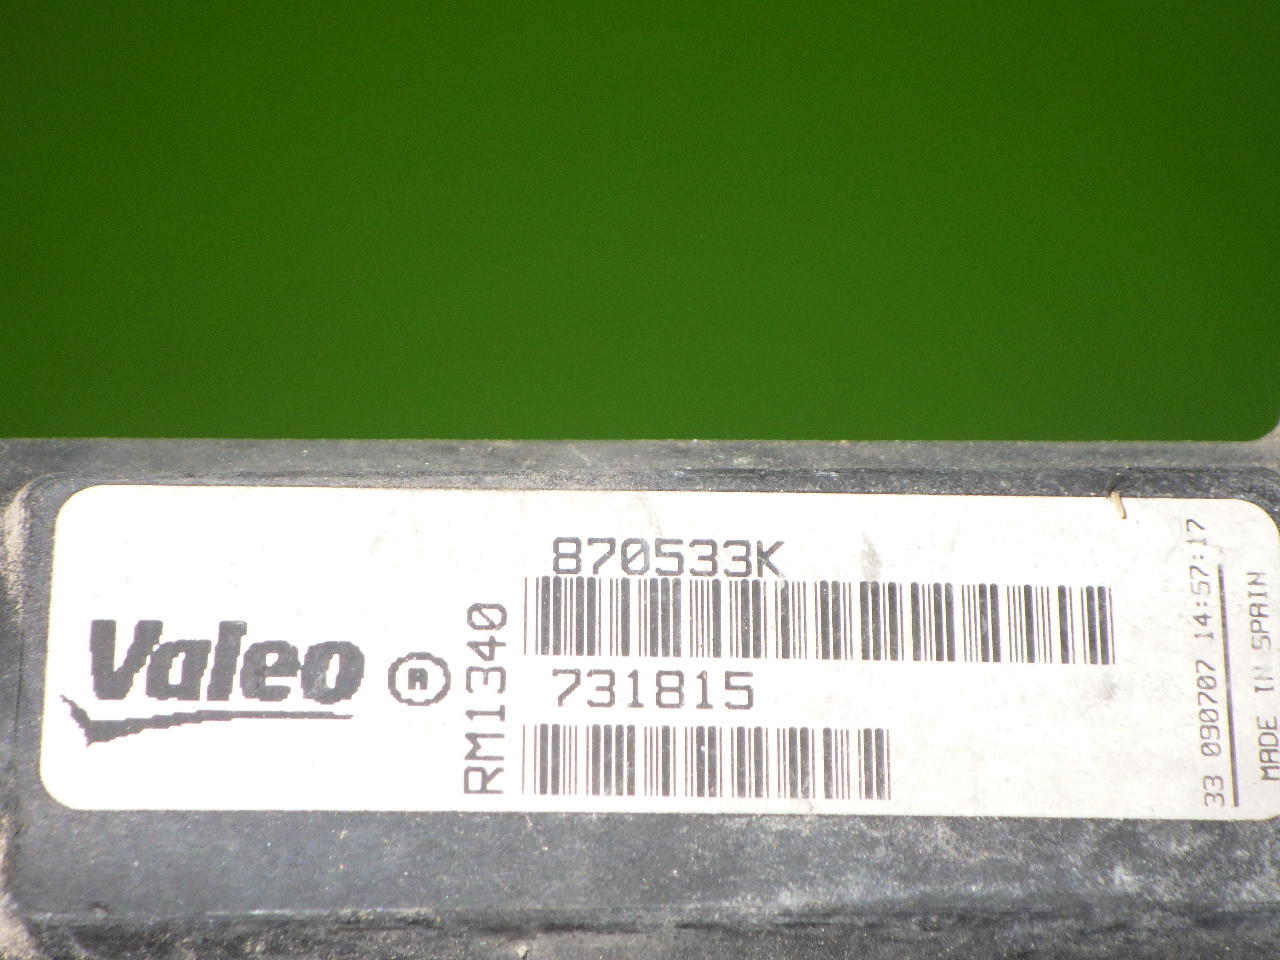 Valeo
®
RM1340
870533K
731815
33 090707 14:57:17
MADE IN SPAIN